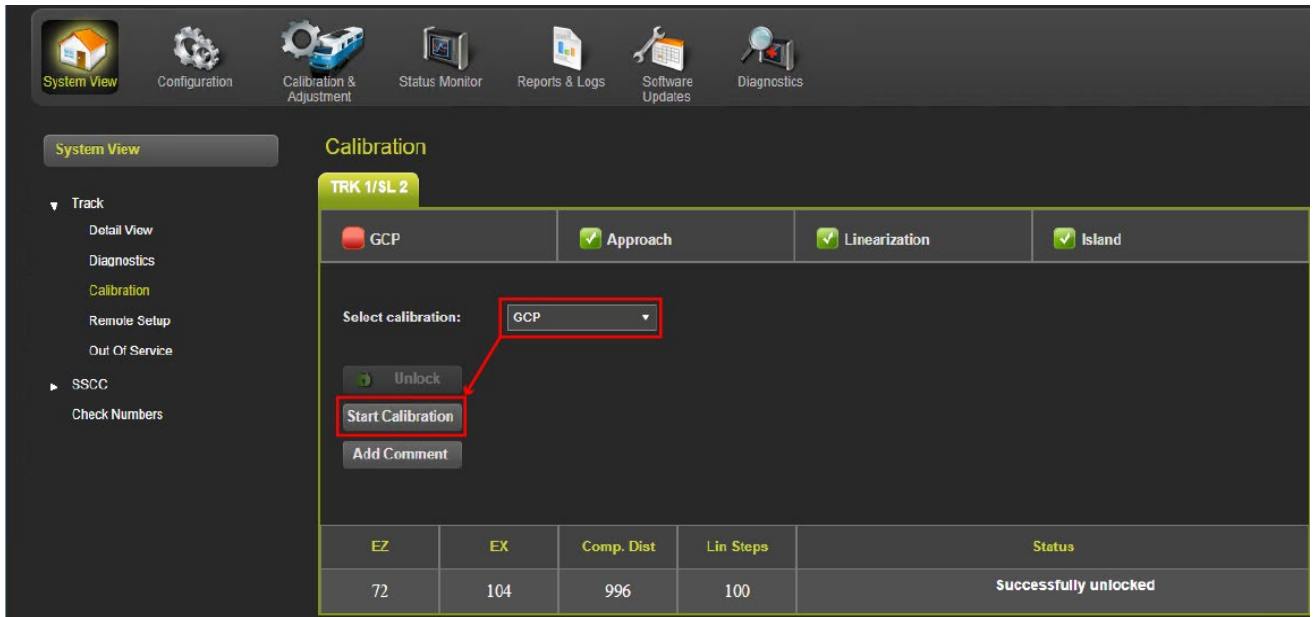 System View
Configuration
Calibration &
Adjustment
Status Monitor
Reports & Logs
Software
Updates
Diagnostics
System View
Track
Detail View
Diagnostics
Calibration
Remote Setup
Out Of Service
SSCC
Check Numbers
Calibration
TRK 1/SL 2
GCP
Approach
Linearization
Island
Select calibration:
GCP
Unlock
Start Calibration
Add Comment
EZ
EX
Comp. Dist
Lin Steps
Status
72
104
996
100
Successfully unlocked